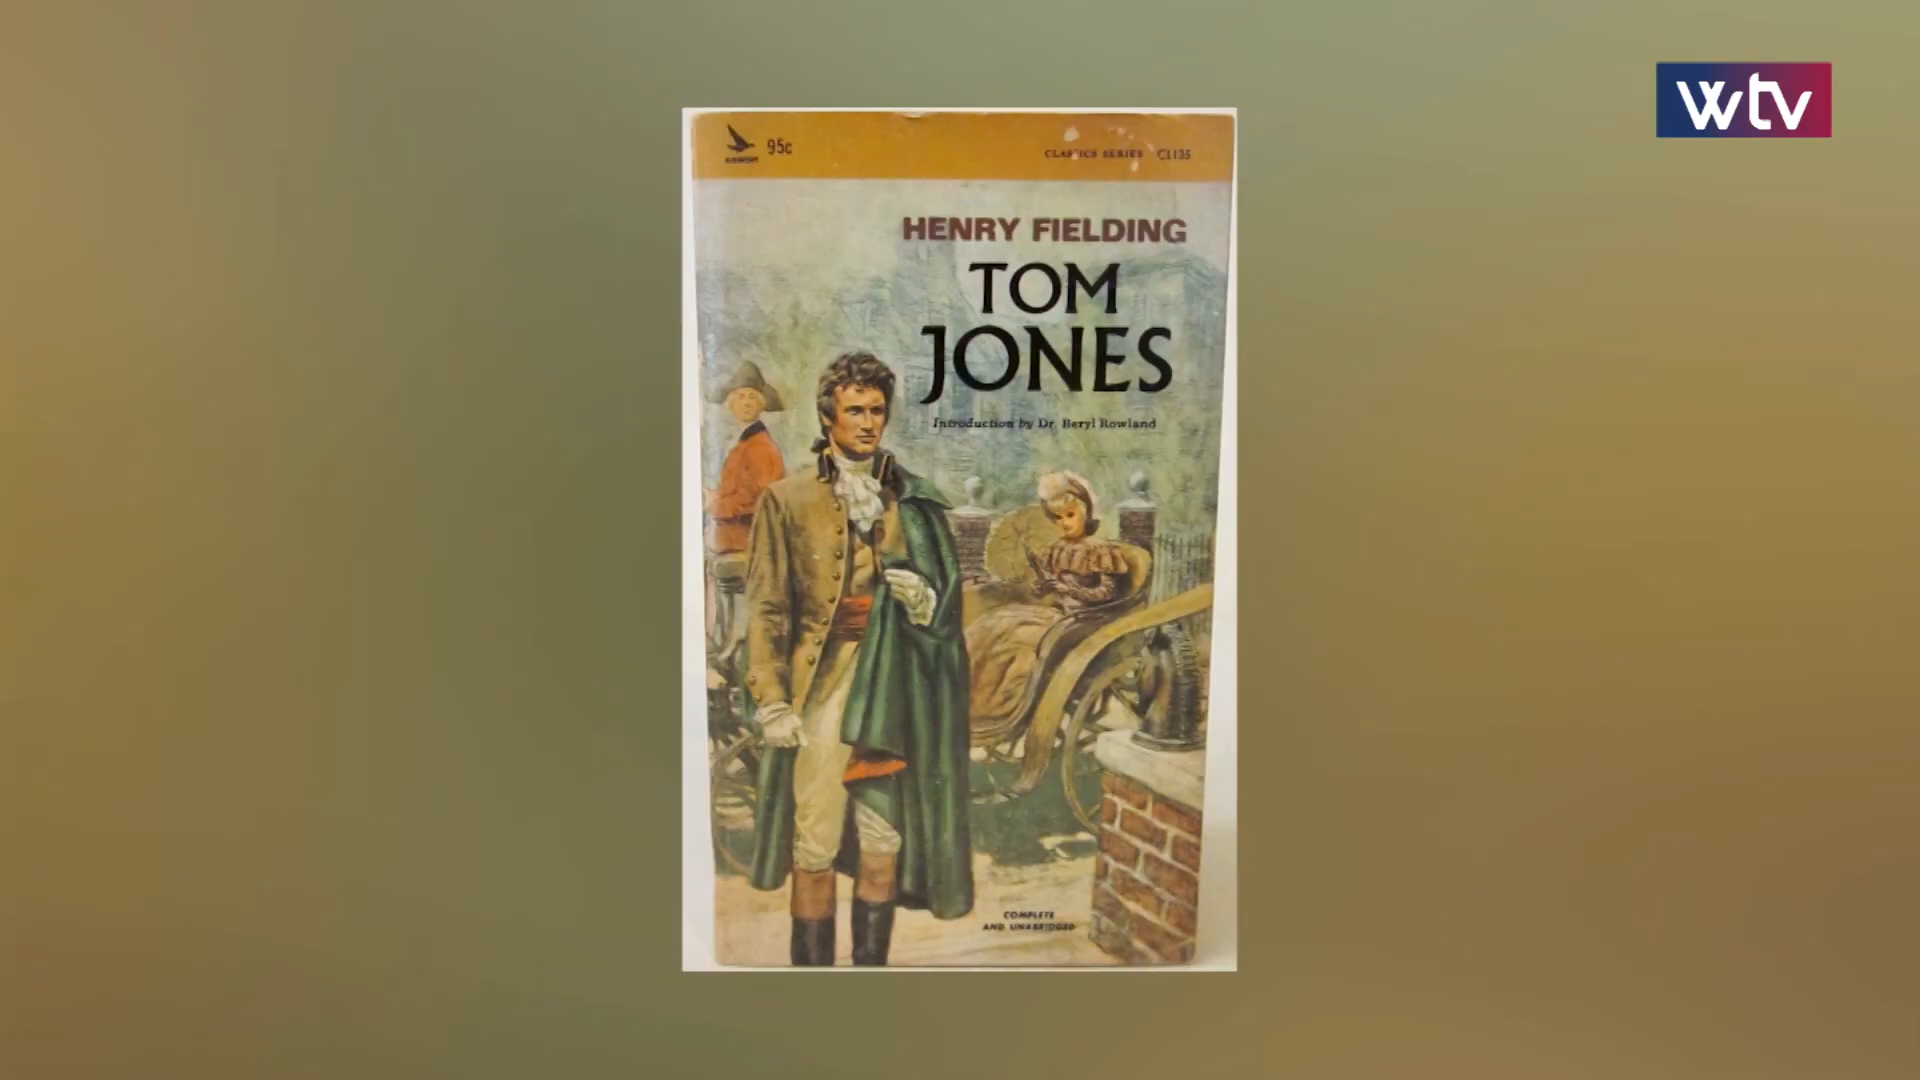 wtv
95c
CLASSICS SERIES CL135
HENRY FIELDING
TOM
JONES
Introduction by Dr. Beryl Rowland
COMPLETE
AND UNABRIDGED